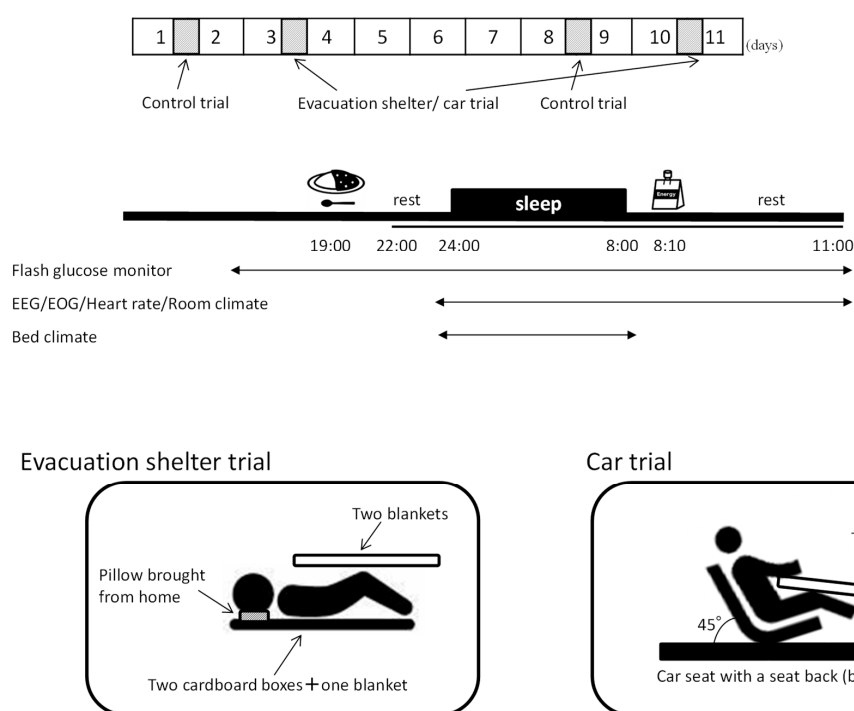 1 2 3 4 5 6 7 8 9 10 11 (days)
Control trial Evacuation shelter/ car trial Control trial
rest sleep Energy rest
19:00 22:00 24:00 8:00 8:10 11:00
Flash glucose monitor
EEG/EOG/Heart rate/Room climate
Bed climate
Evacuation shelter trial Car trial
Two blankets
Pillow brought
from home
45°
Two cardboard boxes+one blanket
Car seat with a seat back (b